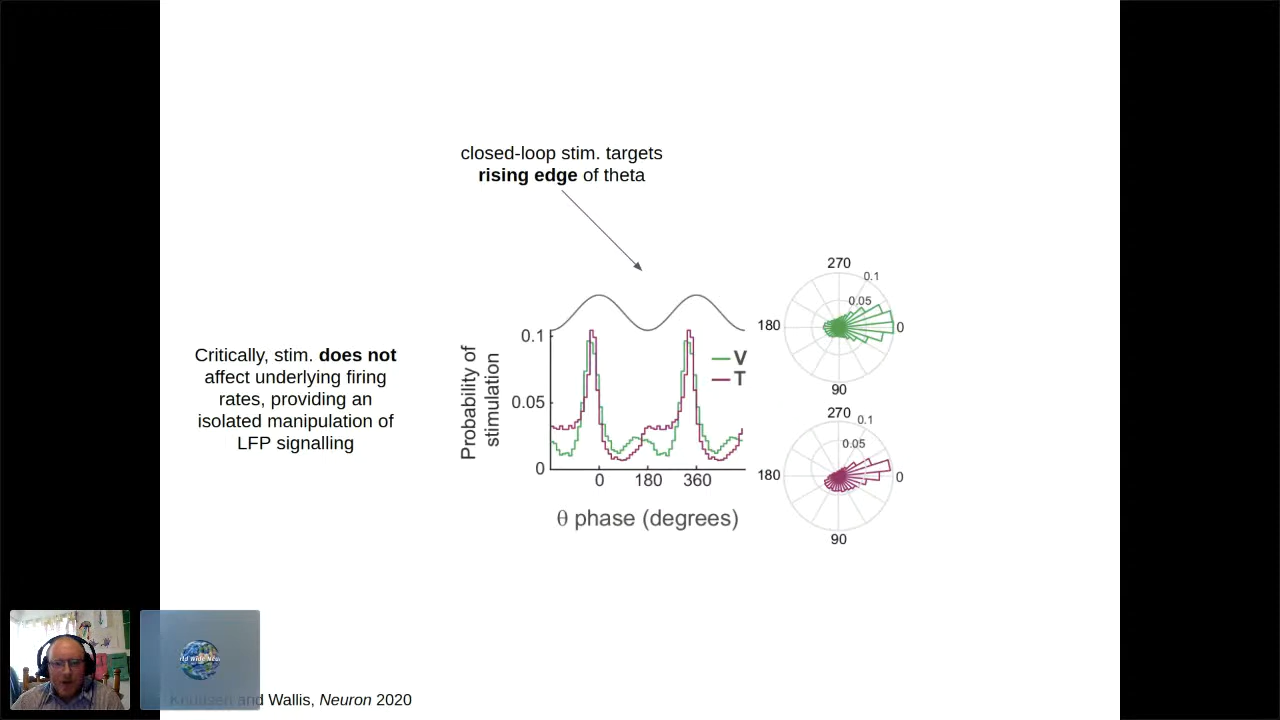 closed-loop stim. targets
rising edge of theta
Critically, stim. does not
affect underlying firing
rates, providing an
isolated manipulation of
LFP signalling
Probability of
stimulation
0.1
0.05
0
0
180
360
θ phase (degrees)
V
T
270
0.1
0.05
180
0
90
270
0.1
0.05
180
0
90
Knudsen and Wallis, Neuron 2020